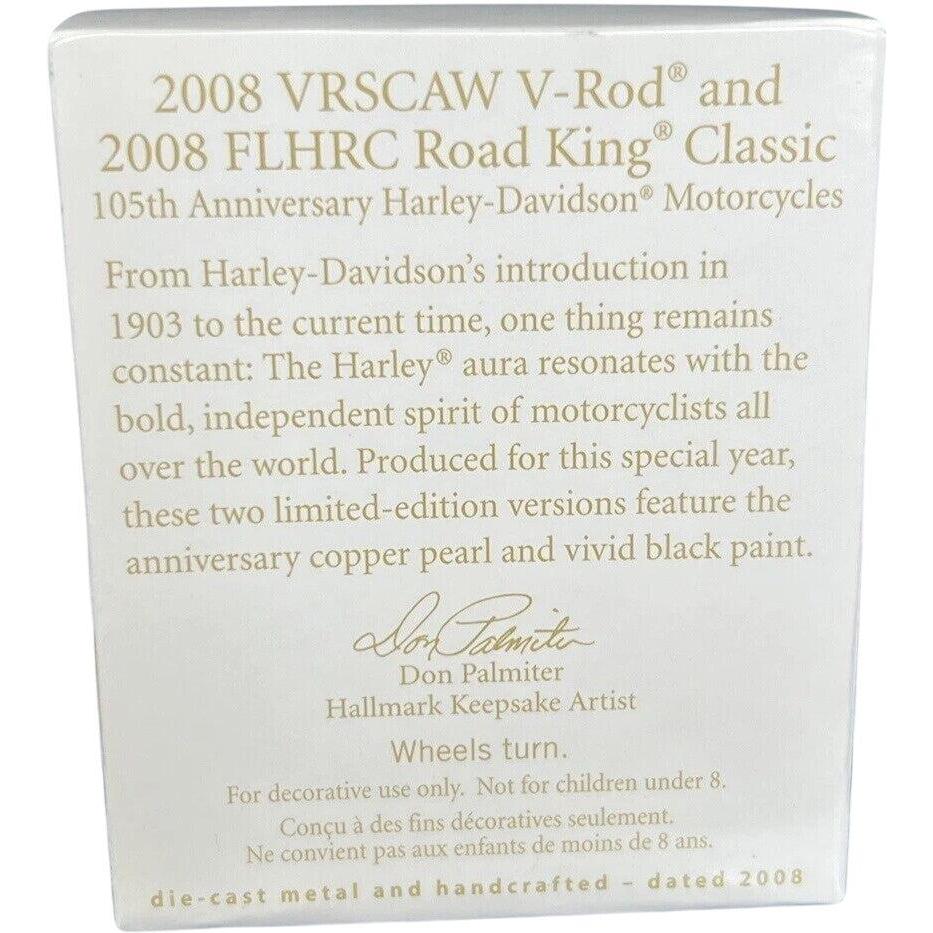 2008 VRSCAW V-Rod® and
2008 FLHRC Road King® Classic
105th Anniversary Harley-Davidson® Motorcycles
From Harley-Davidson's introduction in
1903 to the current time, one thing remains
constant: The Harley® aura resonates with the
bold, independent spirit of motorcyclists all
over the world. Produced for this special year,
these two limited-edition versions feature the
anniversary copper pearl and vivid black paint.
Don Palmiter
Don Palmiter
Hallmark Keepsake Artist
Wheels turn.
For decorative use only. Not for children under 8.
Conçu à des fins décoratives seulement.
Ne convient pas aux enfants de moins de 8 ans.
die-cast metal and handcrafted – dated 2008